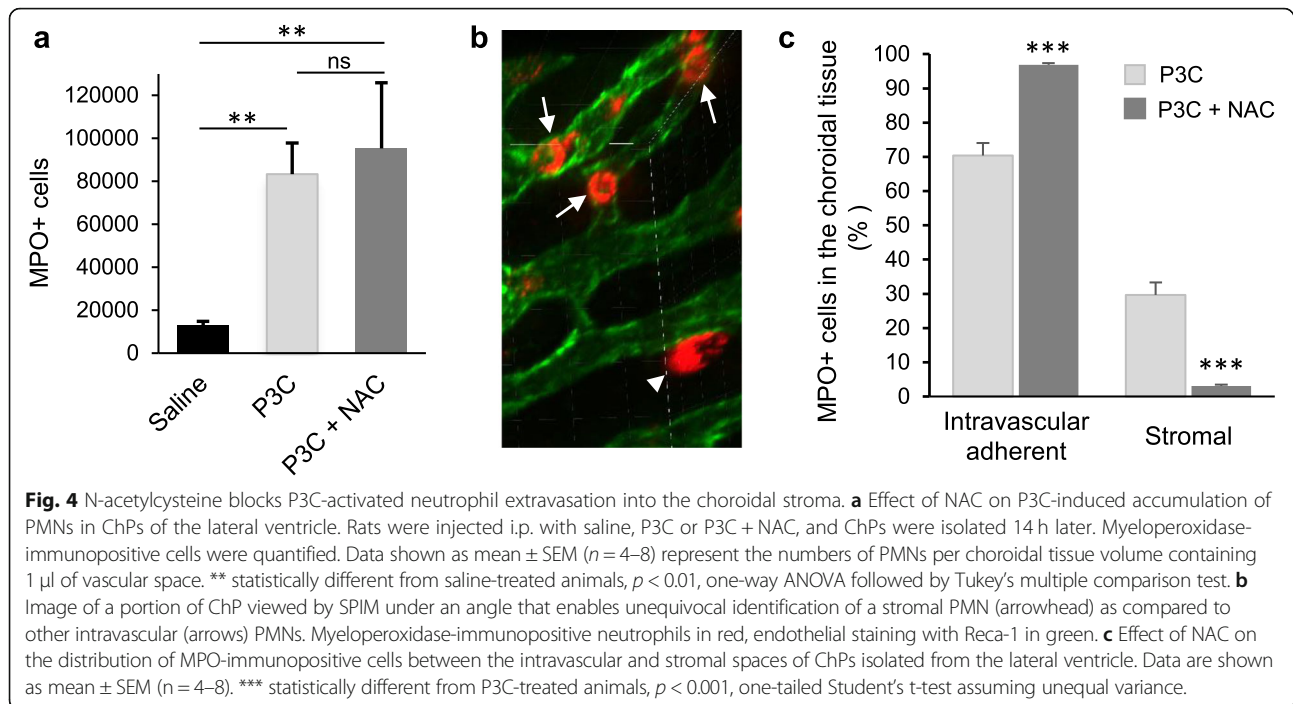 a
**
ns
**
MPO+ cells
120000
100000
80000
60000
40000
20000
0
Saline
P3C
P3C + NAC
b
c
MPO+ cells in the choroidal tissue
(% )
100
90
80
70
60
50
40
30
20
10
0
***
***
P3C
P3C + NAC
Intravascular
adherent
Stromal
Fig. 4 N-acetylcysteine blocks P3C-activated neutrophil extravasation into the choroidal stroma. a Effect of NAC on P3C-induced accumulation of
PMNs in ChPs of the lateral ventricle. Rats were injected i.p. with saline, P3C or P3C + NAC, and ChPs were isolated 14 h later. Myeloperoxidase-
immunopositive cells were quantified. Data shown as mean ± SEM (n = 4–8) represent the numbers of PMNs per choroidal tissue volume containing
1 μl of vascular space. ** statistically different from saline-treated animals, p < 0.01, one-way ANOVA followed by Tukey's multiple comparison test. b
Image of a portion of ChP viewed by SPIM under an angle that enables unequivocal identification of a stromal PMN (arrowhead) as compared to
other intravascular (arrows) PMNs. Myeloperoxidase-immunopositive neutrophils in red, endothelial staining with Reca-1 in green. c Effect of NAC on
the distribution of MPO-immunopositive cells between the intravascular and stromal spaces of ChPs isolated from the lateral ventricle. Data are shown
as mean ± SEM (n = 4–8). *** statistically different from P3C-treated animals, p < 0.001, one-tailed Student's t-test assuming unequal variance.